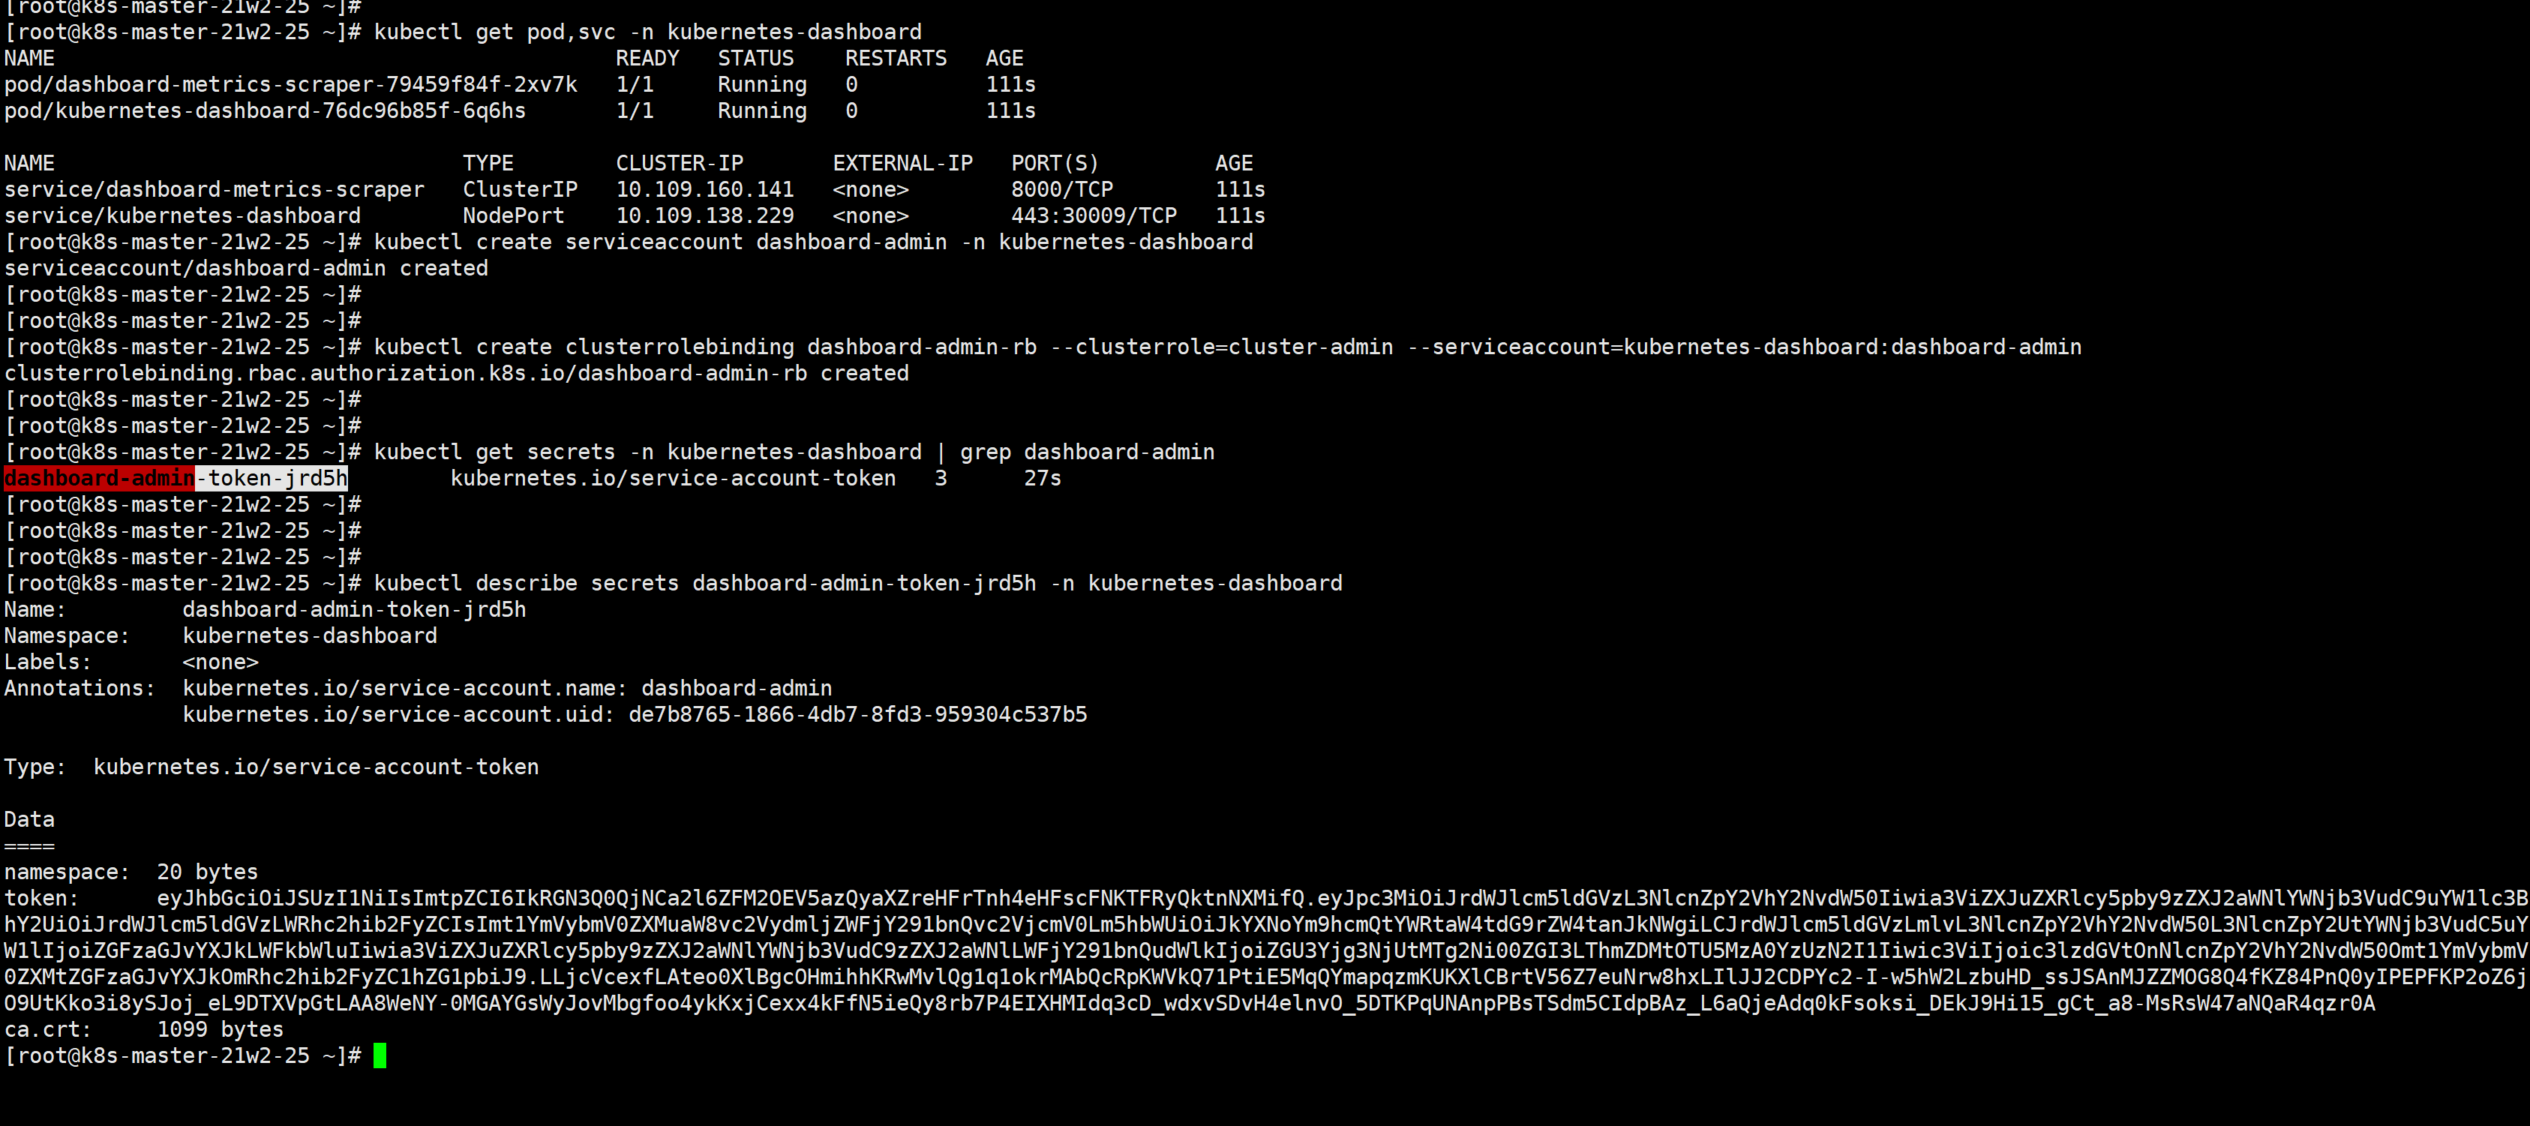 [root@k8s-master-21w2-25 ~]#
[root@k8s-master-21w2-25 ~]# kubectl get pod,svc -n kubernetes-dashboard
NAME READY STATUS RESTARTS AGE
pod/dashboard-metrics-scraper-79459f84f-2xv7k 1/1 Running 0 111s
pod/kubernetes-dashboard-76dc96b85f-6q6hs 1/1 Running 0 111s
NAME TYPE CLUSTER-IP EXTERNAL-IP PORT(S) AGE
service/dashboard-metrics-scraper ClusterIP 10.109.160.141 <none> 8000/TCP 111s
service/kubernetes-dashboard NodePort 10.109.138.229 <none> 443:30009/TCP 111s
[root@k8s-master-21w2-25 ~]# kubectl create serviceaccount dashboard-admin -n kubernetes-dashboard
serviceaccount/dashboard-admin created
[root@k8s-master-21w2-25 ~]#
[root@k8s-master-21w2-25 ~]#
[root@k8s-master-21w2-25 ~]# kubectl create clusterrolebinding dashboard-admin-rb --clusterrole=cluster-admin --serviceaccount=kubernetes-dashboard:dashboard-admin
clusterrolebinding.rbac.authorization.k8s.io/dashboard-admin-rb created
[root@k8s-master-21w2-25 ~]#
[root@k8s-master-21w2-25 ~]#
[root@k8s-master-21w2-25 ~]# kubectl get secrets -n kubernetes-dashboard | grep dashboard-admin
dashboard-admin-token-jrd5h kubernetes.io/service-account-token 3 27s
[root@k8s-master-21w2-25 ~]#
[root@k8s-master-21w2-25 ~]#
[root@k8s-master-21w2-25 ~]#
[root@k8s-master-21w2-25 ~]# kubectl describe secrets dashboard-admin-token-jrd5h -n kubernetes-dashboard
Name: dashboard-admin-token-jrd5h
Namespace: kubernetes-dashboard
Labels: <none>
Annotations: kubernetes.io/service-account.name: dashboard-admin
kubernetes.io/service-account.uid: de7b8765-1866-4db7-8fd3-959304c537b5
Type: kubernetes.io/service-account-token
Data
====
namespace: 20 bytes
token: eyJhbGciOiJSUzI1NiIsImtpZCI6IkRGN3Q0QjNCa2l6ZFM2OEV5azQyaXZreHFrTnh4eHFscFNKTFRyQktnNXMifQ.eyJpc3MiOiJrdWJlcm5ldGVzL3NlcnZpY2VhY2NvdW50Iiwia3ViZXJuZXRlcy5pby9zZXJ2aWNlYWNjb3VudC9uYW1lc3B
hY2UiOiJrdWJlcm5ldGVzLWRhc2hib2FyZCIsImt1YmVybmV0ZXMuaW8vc2VydmljZWFjY291bnQvc2VjcmV0Lm5hbWUiOiJkYXNoYm9hcmQtYWRtaW4tdG9rZW4tanJkNWgiLCJrdWJlcm5ldGVzLmlvL3NlcnZpY2VhY2NvdW50L3NlcnZpY2UtYWNjb3VudC5uY
W1lIjoiZGFzaGJvYXJkLWFkbWluIiwia3ViZXJuZXRlcy5pby9zZXJ2aWNlYWNjb3VudC9zZXJ2aWNlLWFjY291bnQudWlkIjoiZGU3Yjg3NjUtMTg2Ni00ZGI3LThmZDMtOTU5MzA0YzUzN2I1Iiwic3ViIjoic3lzdGVtOnNlcnZpY2VhY2NvdW50Omt1YmVybmV
0ZXMtZGFzaGJvYXJkOmRhc2hib2FyZC1hZG1pbiJ9.LLjcVcexfLAteo0XlBgcOHmihhKRwMvlQg1q1okrMAbQcRpKWVkQ71PtiE5MqQYmapqzmKUKXlCBrtV56Z7euNrw8hxLIlJJ2CDPYc2-I-w5hW2LzbuHD_ssJSAnMJZZMOG8Q4fKZ84PnQ0yIPEPFKP2oZ6j
O9UtKko3i8ySJoj_eL9DTXVpGtLAA8WeNY-0MGAYGsWyJovMbgfoo4ykKxjCexx4kFfN5ieQy8rb7P4EIXHMIdq3cD_wdxvSDvH4elnvO_5DTKPqUNAnpPBsTSdm5CIdpBAz_L6aQjeAdq0kFsoksi_DEkJ9Hi15_gCt_a8-MsRsW47aNQaR4qzr0A
ca.crt: 1099 bytes
[root@k8s-master-21w2-25 ~]#